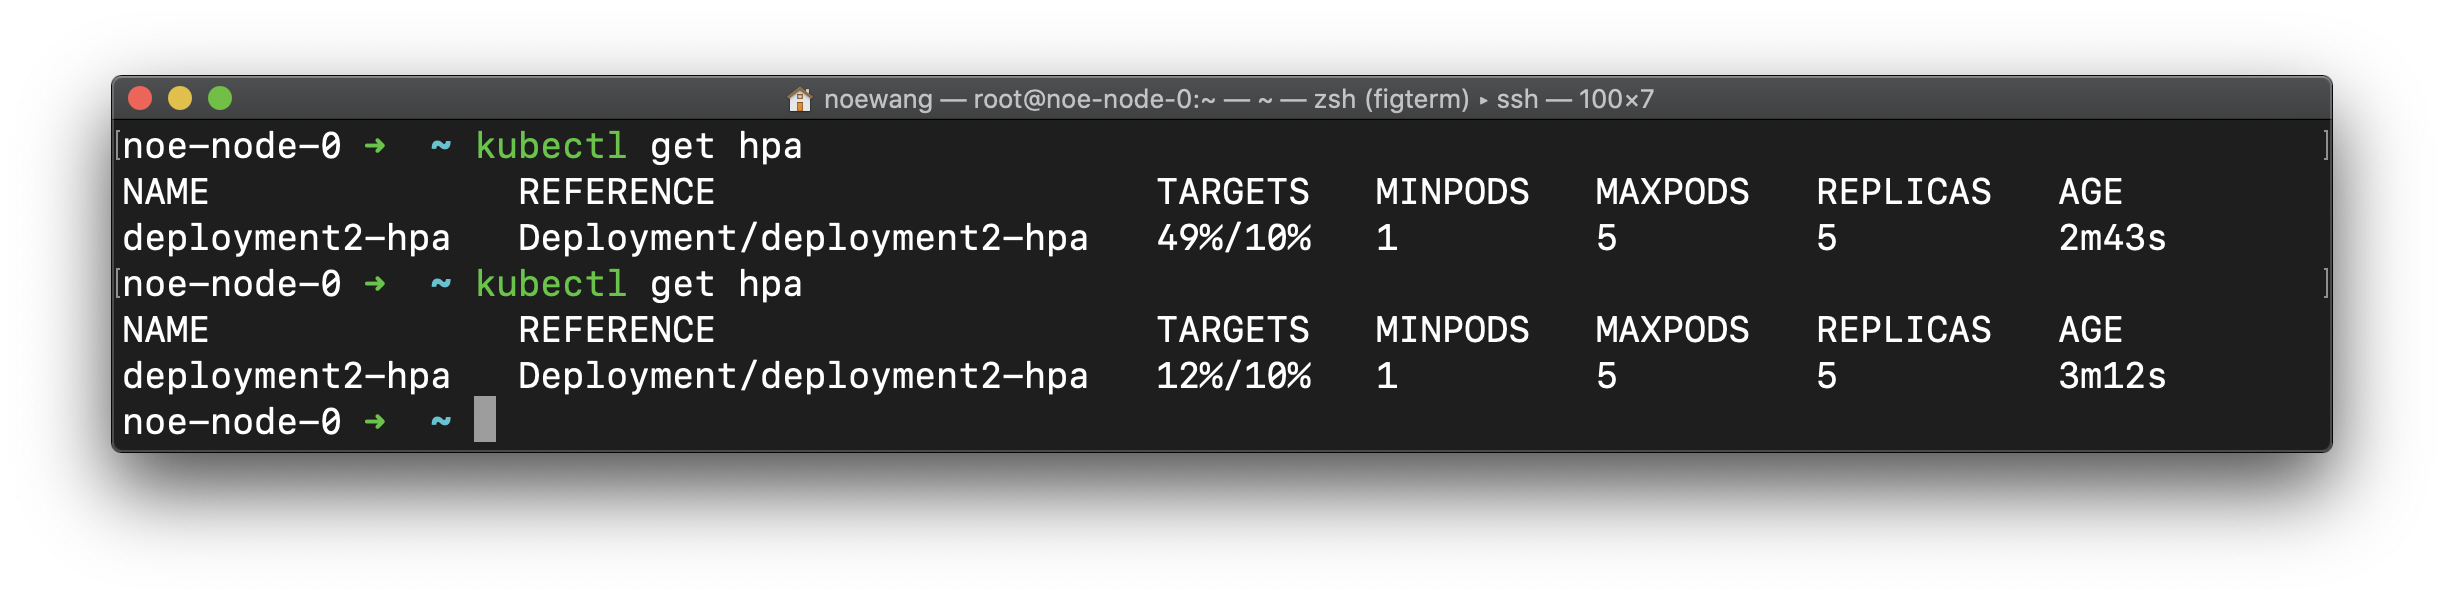 noewang — root@noe-node-0:~ — ~ — zsh (figterm) ▸ ssh — 100×7
[noe-node-0 ➜  ~ kubectl get hpa ]
NAME              REFERENCE                    TARGETS   MINPODS   MAXPODS   REPLICAS   AGE
deployment2-hpa   Deployment/deployment2-hpa   49%/10%   1         5         5          2m43s
[noe-node-0 ➜  ~ kubectl get hpa ]
NAME              REFERENCE                    TARGETS   MINPODS   MAXPODS   REPLICAS   AGE
deployment2-hpa   Deployment/deployment2-hpa   12%/10%   1         5         5          3m12s
noe-node-0 ➜  ~